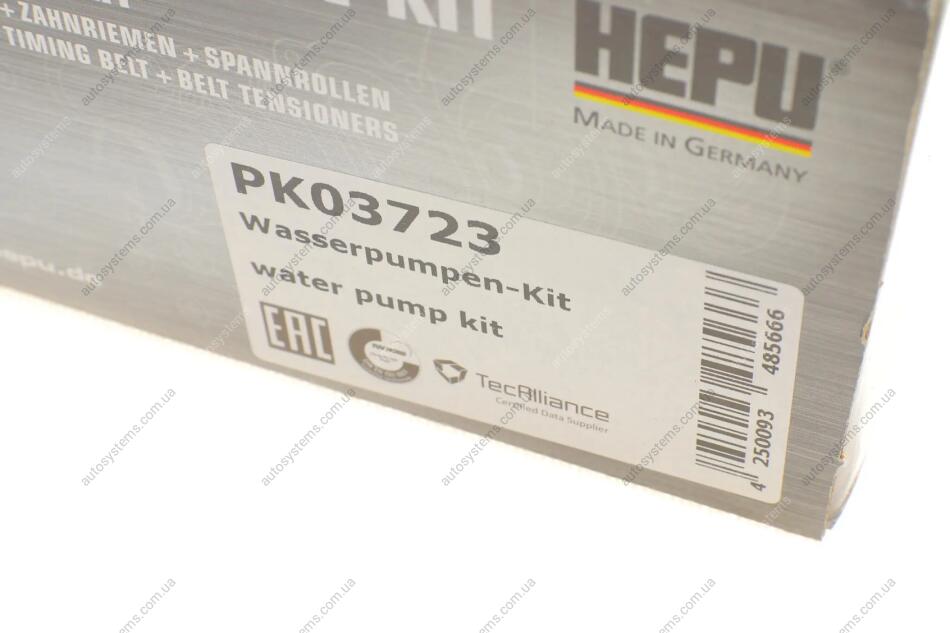 KIT
+ ZAHNRIEMEN + SPANNROLLEN
TIMING BELT + BELT TENSIONERS
HEPU
MADE IN GERMANY
PK03723
Wasserpumpen-Kit
water pump kit
EAC
TecAlliance
Certified Data Supplier
4 250093 485666
autosystems.com.ua